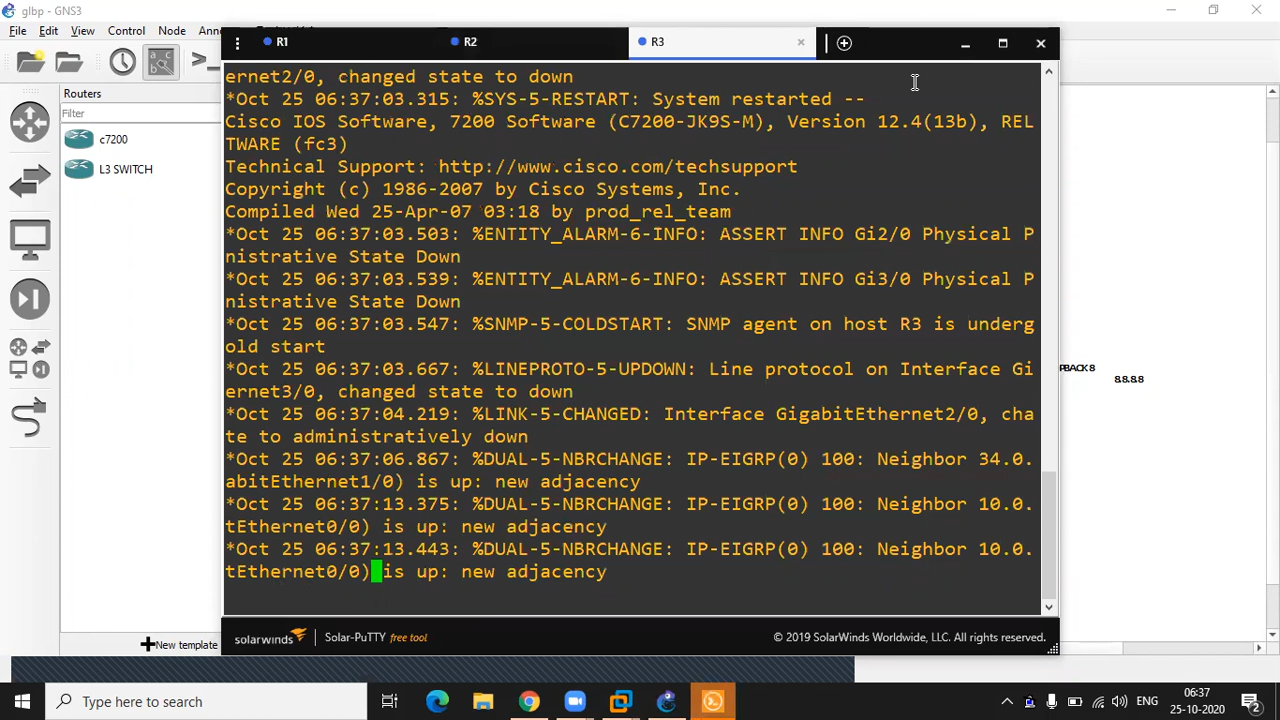 glbp - GNS3
File Edit View Control Node
Routers
Filter
c7200
L3 SWITCH
New template
R1 R2 R3
ernet2/0, changed state to down
*Oct 25 06:37:03.315: %SYS-5-RESTART: System restarted --
Cisco IOS Software, 7200 Software (C7200-JK9S-M), Version 12.4(13b), REL
TWARE (fc3)
Technical Support: http://www.cisco.com/techsupport
Copyright (c) 1986-2007 by Cisco Systems, Inc.
Compiled Wed 25-Apr-07 03:18 by prod_rel_team
*Oct 25 06:37:03.503: %ENTITY_ALARM-6-INFO: ASSERT INFO Gi2/0 Physical P
nistrative State Down
*Oct 25 06:37:03.539: %ENTITY_ALARM-6-INFO: ASSERT INFO Gi3/0 Physical P
nistrative State Down
*Oct 25 06:37:03.547: %SNMP-5-COLDSTART: SNMP agent on host R3 is underg
old start
*Oct 25 06:37:03.667: %LINEPROTO-5-UPDOWN: Line protocol on Interface Gi
ernet3/0, changed state to down
*Oct 25 06:37:04.219: %LINK-5-CHANGED: Interface GigabitEthernet2/0, cha
te to administratively down
*Oct 25 06:37:06.867: %DUAL-5-NBRCHANGE: IP-EIGRP(0) 100: Neighbor 34.0.
abitEthernet1/0) is up: new adjacency
*Oct 25 06:37:13.375: %DUAL-5-NBRCHANGE: IP-EIGRP(0) 100: Neighbor 10.0.
tEthernet0/0) is up: new adjacency
*Oct 25 06:37:13.443: %DUAL-5-NBRCHANGE: IP-EIGRP(0) 100: Neighbor 10.0.
tEthernet0/0) is up: new adjacency
solarwinds Solar-PuTTY free tool © 2019 SolarWinds Worldwide, LLC. All rights reserved.
PBACK 8
8.8.8.8
Type here to search
ENG
06:37
25-10-2020
2